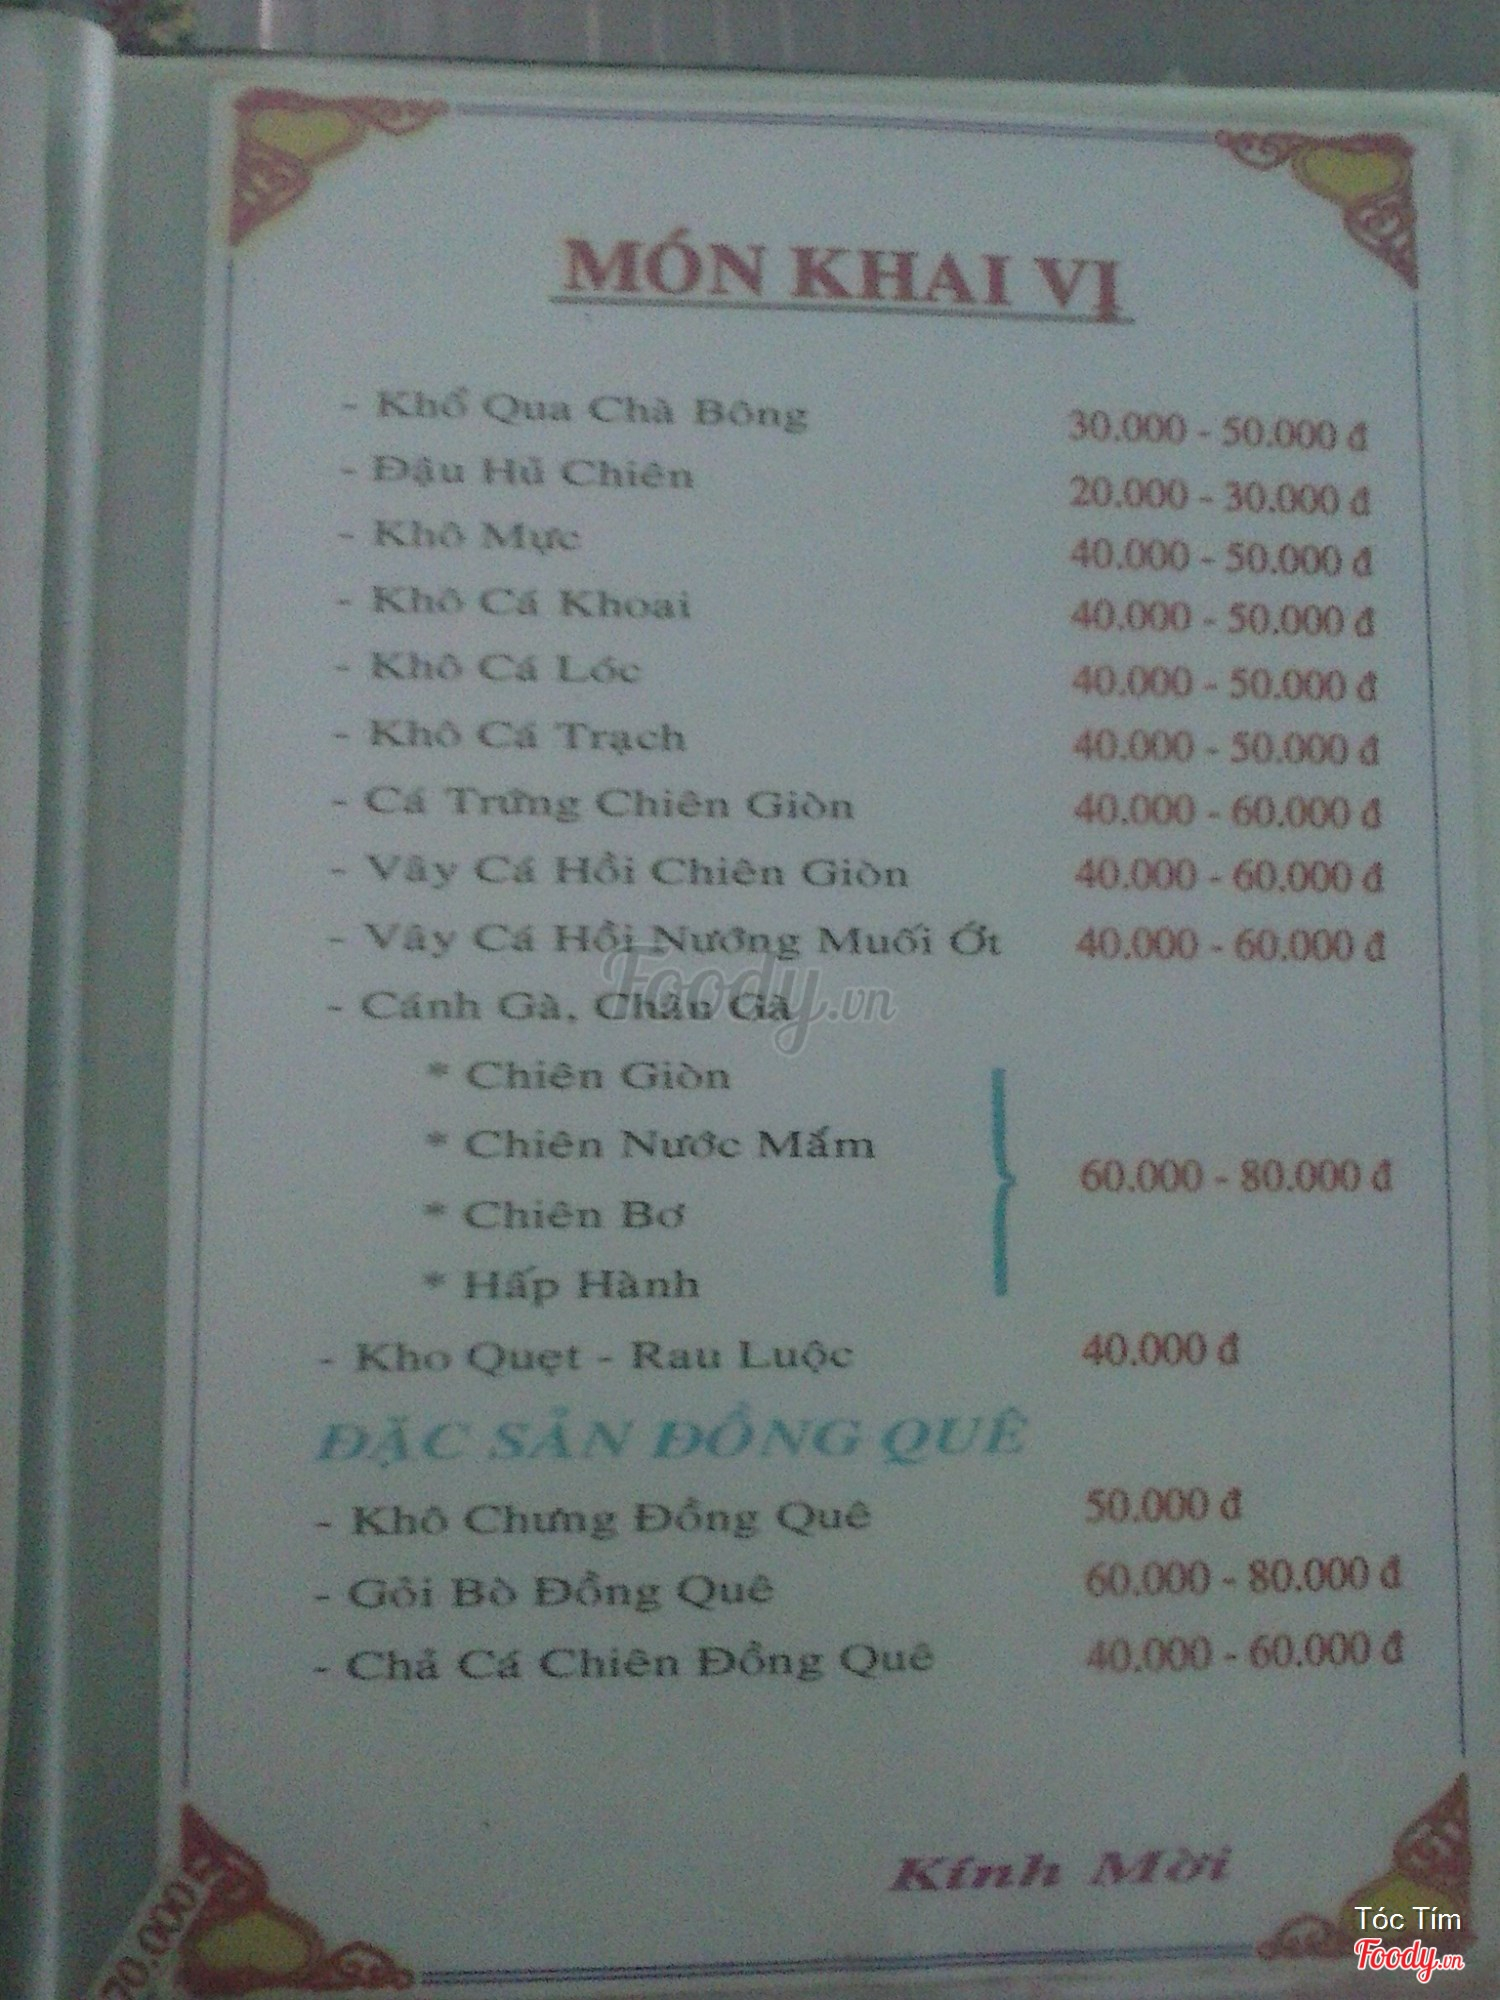 MÓN KHAI VỊ
- Khổ Qua Chà Bông 30.000 - 50.000 đ
- Đậu Hủ Chiên 20.000 - 30.000 đ
- Khô Mực 40.000 - 50.000 đ
- Khô Cá Khoai 40.000 - 50.000 đ
- Khô Cá Lóc 40.000 - 50.000 đ
- Khô Cá Trạch 40.000 - 50.000 đ
- Cá Trứng Chiên Giòn 40.000 - 60.000 đ
- Vây Cá Hồi Chiên Giòn 40.000 - 60.000 đ
- Vây Cá Hồi Nướng Muối Ớt 40.000 - 60.000 đ
- Cánh Gà, Chân Gà
Foody.vn
* Chiên Giòn
* Chiên Nước Mắm
60.000 - 80.000 đ
* Chiên Bơ
* Hấp Hành
- Kho Quẹt - Rau Luộc 40.000 đ
ĐẶC SẢN ĐỒNG QUÊ
- Khô Chưng Đồng Quê 50.000 đ
- Gỏi Bò Đồng Quê 60.000 - 80.000 đ
- Chả Cá Chiên Đồng Quê 40.000 - 60.000 đ
Kính Mời
20.000
Tóc Tím
Foody.vn